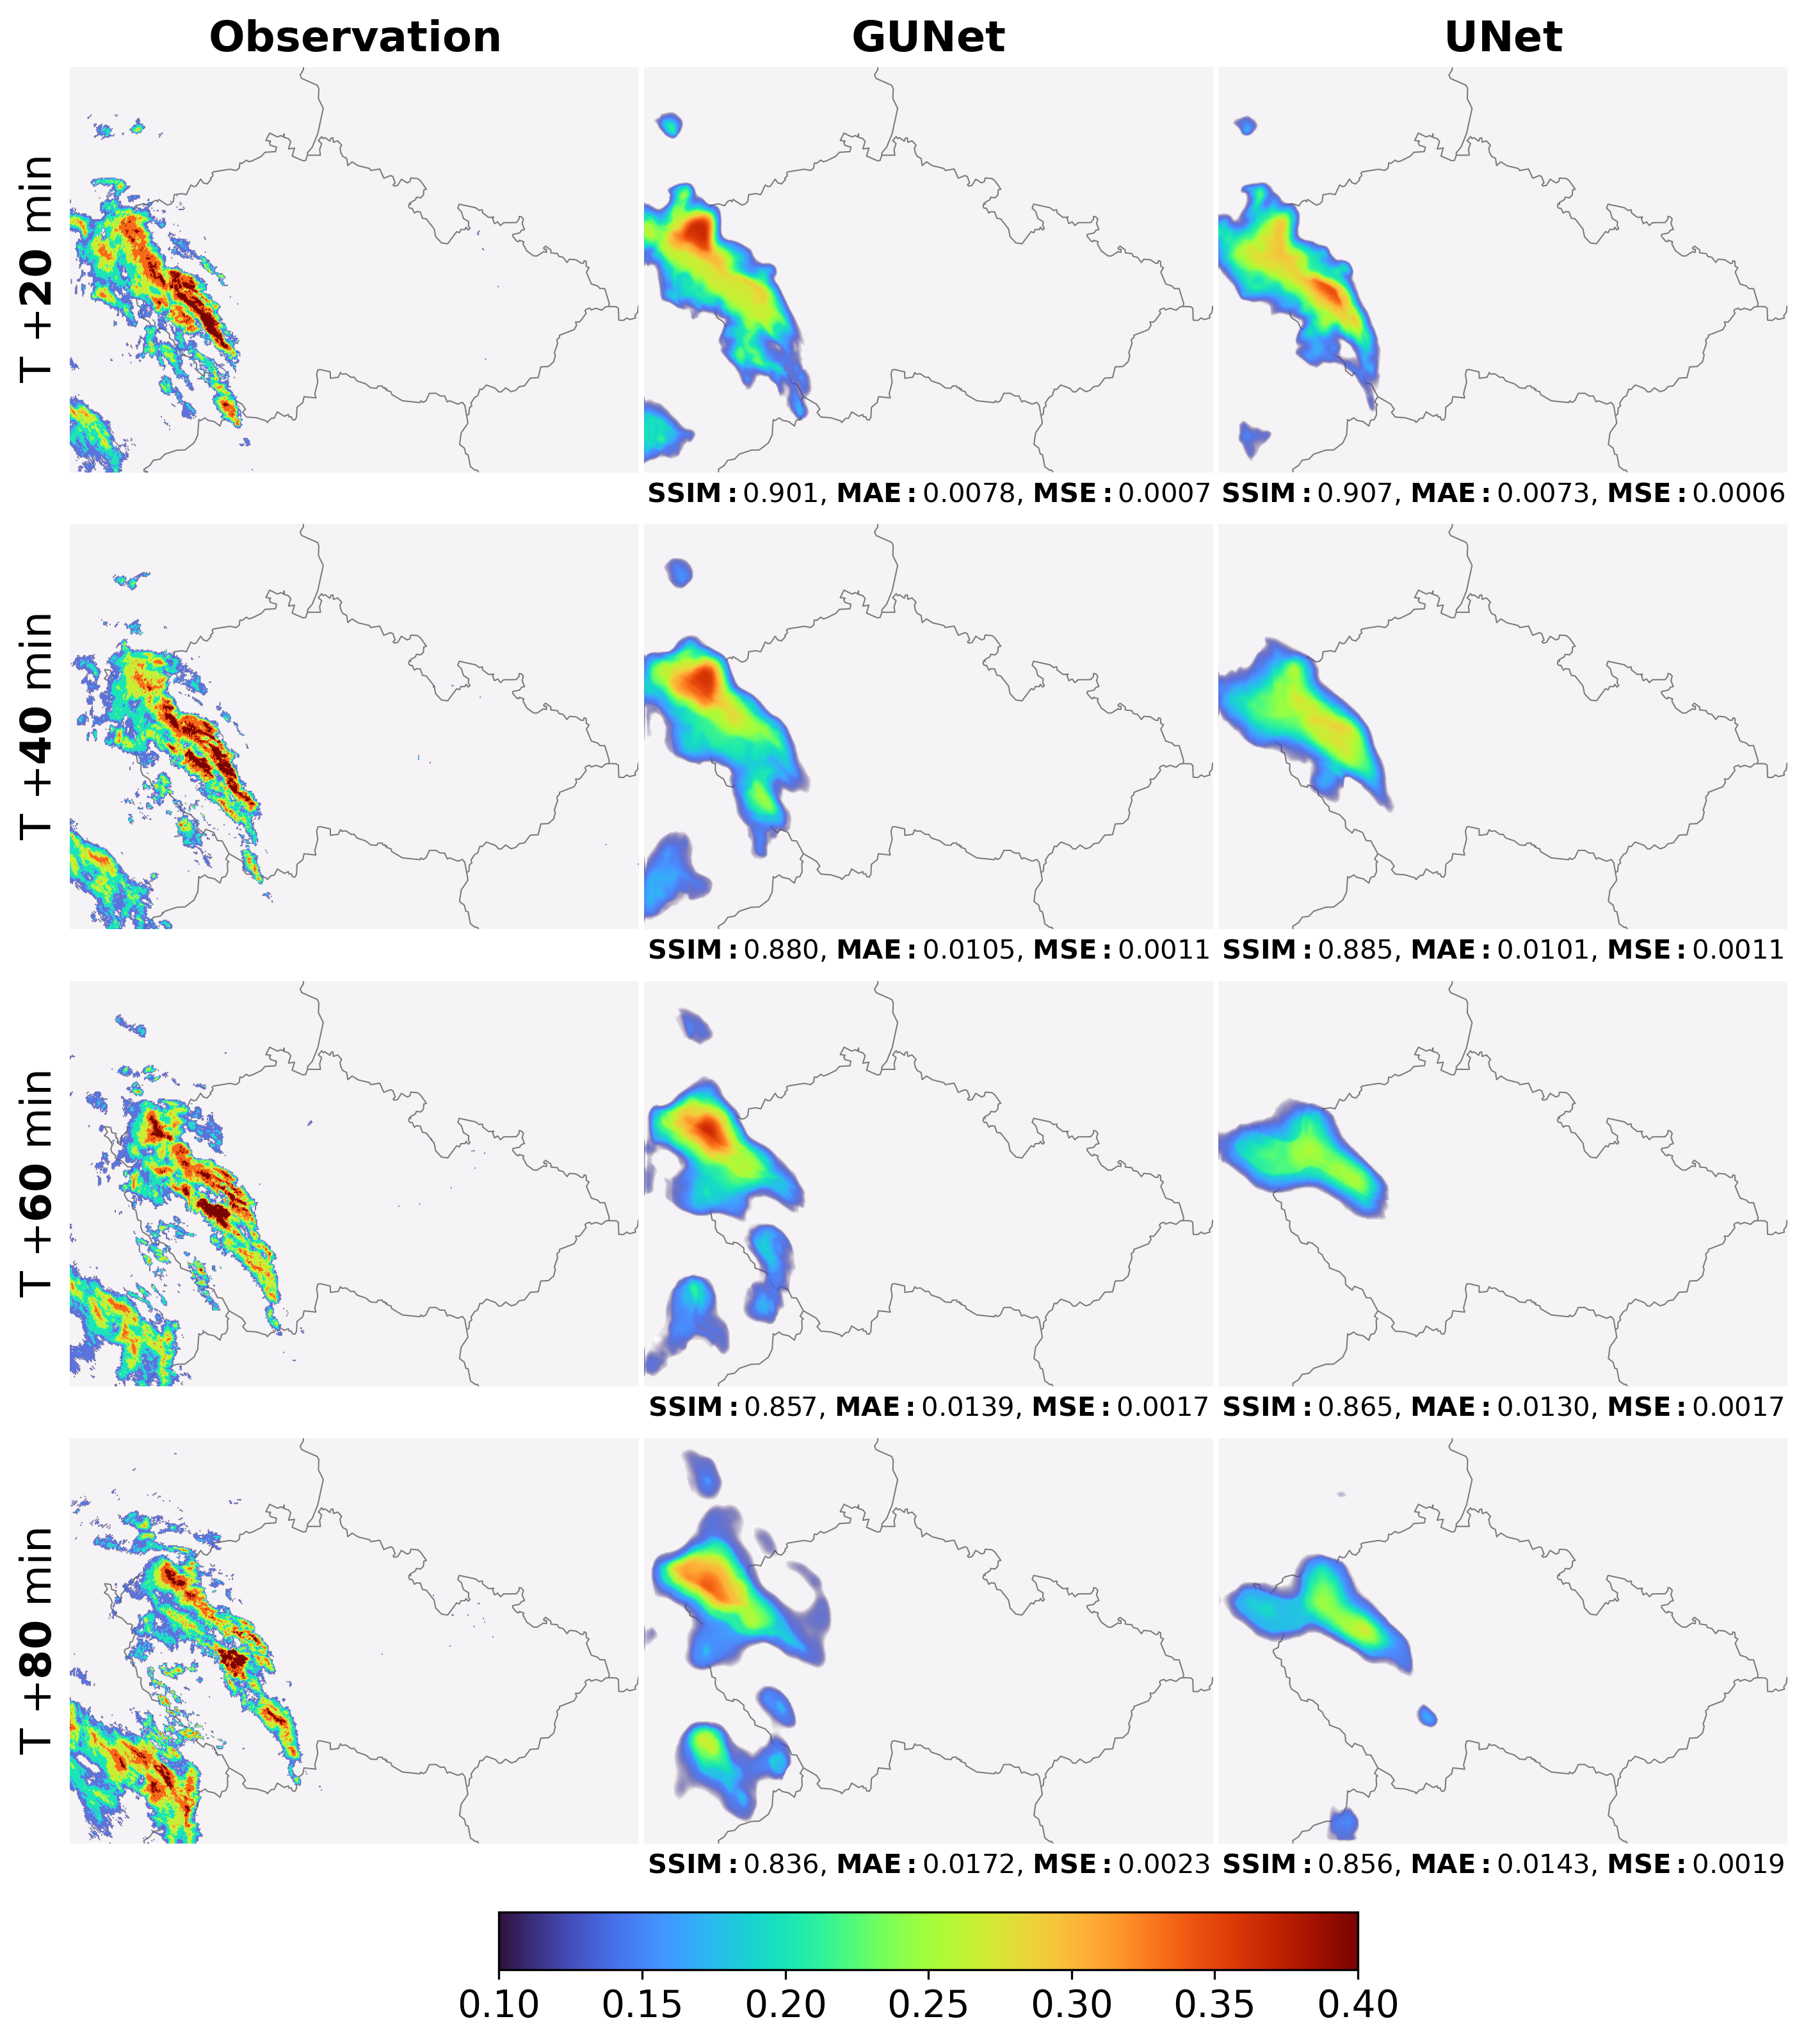 Observation GUNet UNet
T +20 min
SSIM: 0.901, MAE: 0.0078, MSE: 0.0007 SSIM: 0.907, MAE: 0.0073, MSE: 0.0006
T +40 min
SSIM: 0.880, MAE: 0.0105, MSE: 0.0011 SSIM: 0.885, MAE: 0.0101, MSE: 0.0011
T +60 min
SSIM: 0.857, MAE: 0.0139, MSE: 0.0017 SSIM: 0.865, MAE: 0.0130, MSE: 0.0017
T +80 min
SSIM: 0.836, MAE: 0.0172, MSE: 0.0023 SSIM: 0.856, MAE: 0.0143, MSE: 0.0019
0.10 0.15 0.20 0.25 0.30 0.35 0.40